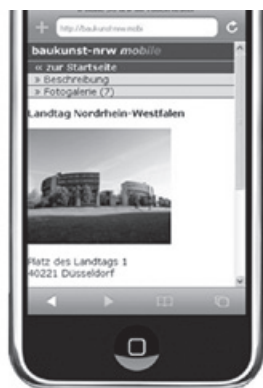 http://baukunst-nrw.mobi
baukunst-nrw mobile
« zur Startseite
» Beschreibung
» Fotogalerie (7)
Landtag Nordrhein-Westfalen
Platz des Landtags 1
40221 Düsseldorf